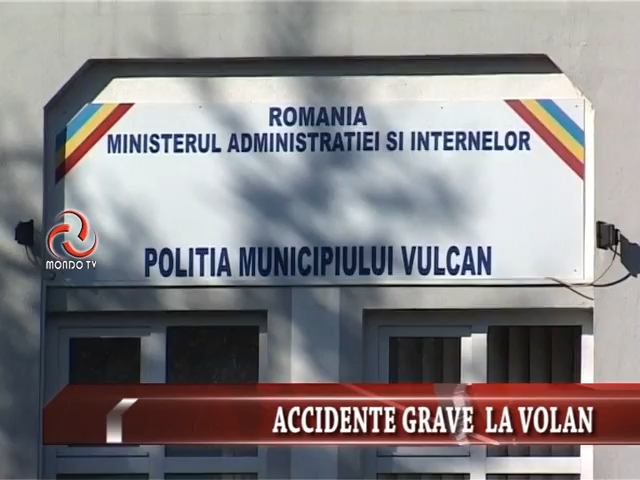 ROMANIA
MINISTERUL ADMINISTRATIEI SI INTERNELOR
POLITIA MUNICIPIULUI VULCAN
MONDO TV
ACCIDENTE GRAVE LA VOLAN